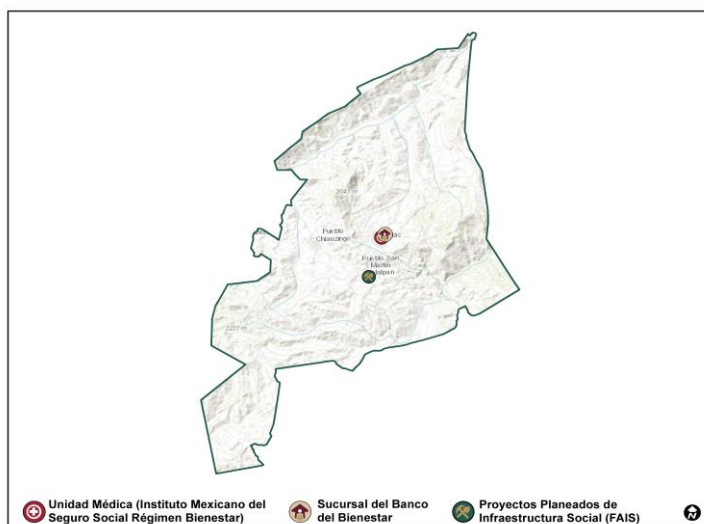 2047 m
Pueblo
Chiauzingo
Pueblo San
Martín
2277 m
Unidad Médica (Instituto Mexicano del
Seguro Social Régimen Bienestar)
Sucursal del Banco
del Bienestar
Proyectos Planeados de
Infraestructura Social (FAIS)
N